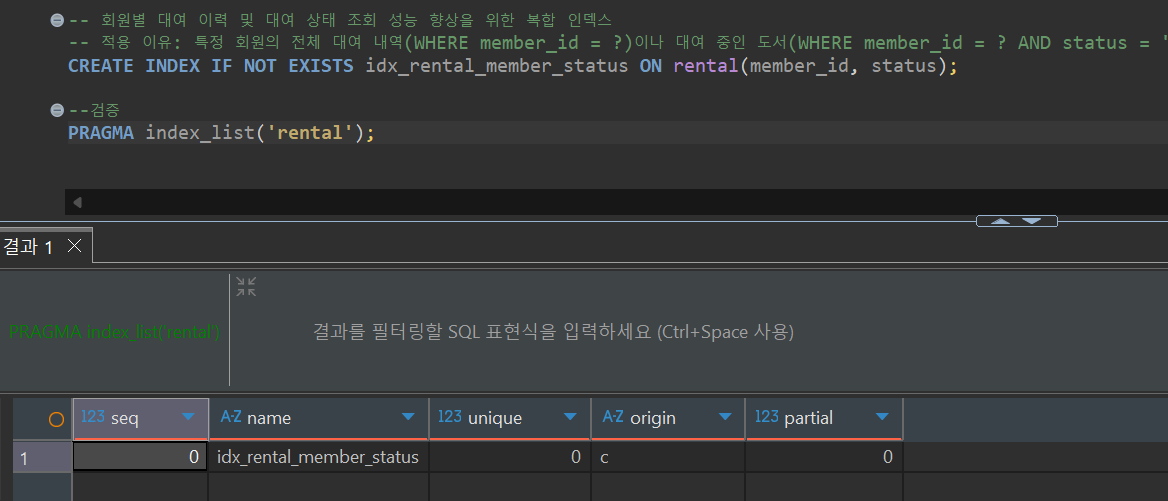 -- 회원별 대여 이력 및 대여 상태 조회 성능 향상을 위한 복합 인덱스
-- 적용 이유: 특정 회원의 전체 대여 내역(WHERE member_id = ?)이나 대여 중인 도서(WHERE member_id = ? AND status = '
CREATE INDEX IF NOT EXISTS idx_rental_member_status ON rental(member_id, status);
--검증
PRAGMA index_list('rental');
결과 1
PRAGMA index_list('rental')
결과를 필터링할 SQL 표현식을 입력하세요 (Ctrl+Space 사용)
123 seq A-Z name 123 unique A-Z origin 123 partial
1 0 idx_rental_member_status 0 c 0